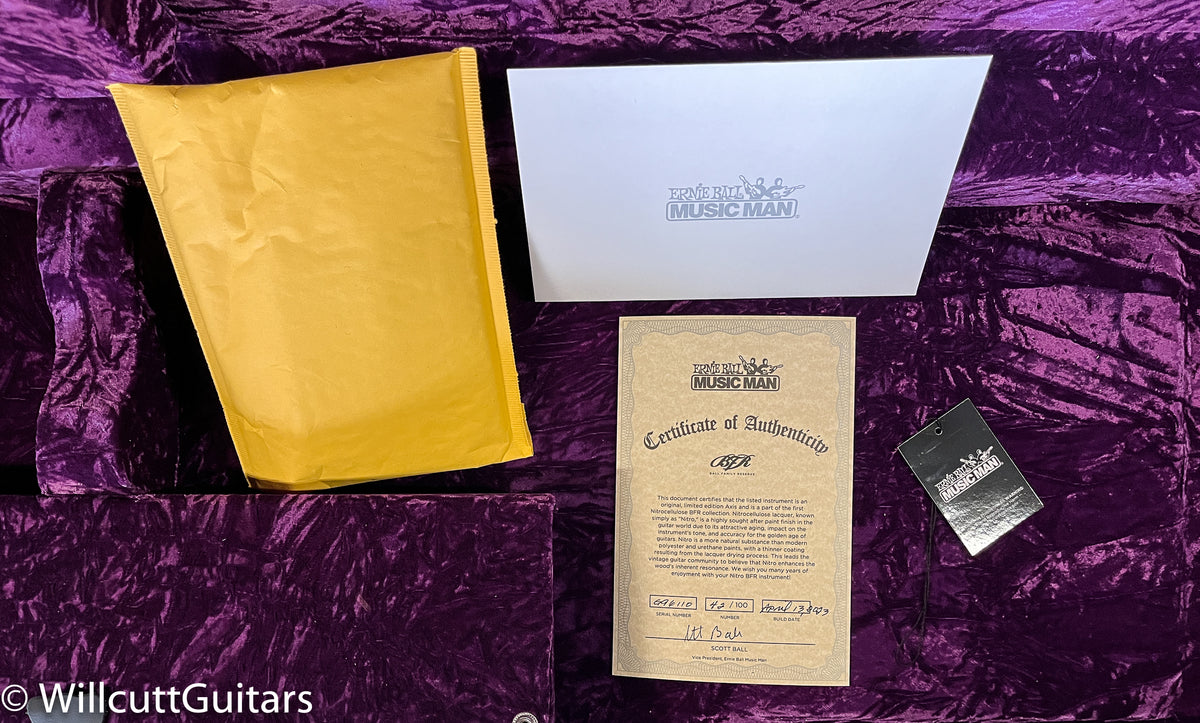 ERNIE BALL
MUSIC MAN
ERNIE BALL
MUSIC MAN
Certificate of Authenticity
BFR
BALL FAMILY RESERVE
This document certifies that the listed instrument is an
original, limited edition Axis and is a part of the first
Nitrocellulose BFR collection. Nitrocellulose lacquer, known
simply as "Nitro," is a highly sought after paint finish in the
guitar world due to its attractive aging, impact on the
instrument's tone, and accuracy for the golden age of
guitars. Nitro is a more natural substance than modern
polyester and urethane paints, with a thinner coating
resulting from the lacquer drying process. This leads the
vintage guitar community to believe that Nitro enhances the
wood's inherent resonance. We wish you many years of
enjoyment with your Nitro BFR instrument!
42 / 100
SERIAL NUMBER NUMBER BUILD DATE
SCOTT BALL
Vice President, Ernie Ball Music Man
ERNIE BALL
MUSIC MAN
© WillcuttGuitars